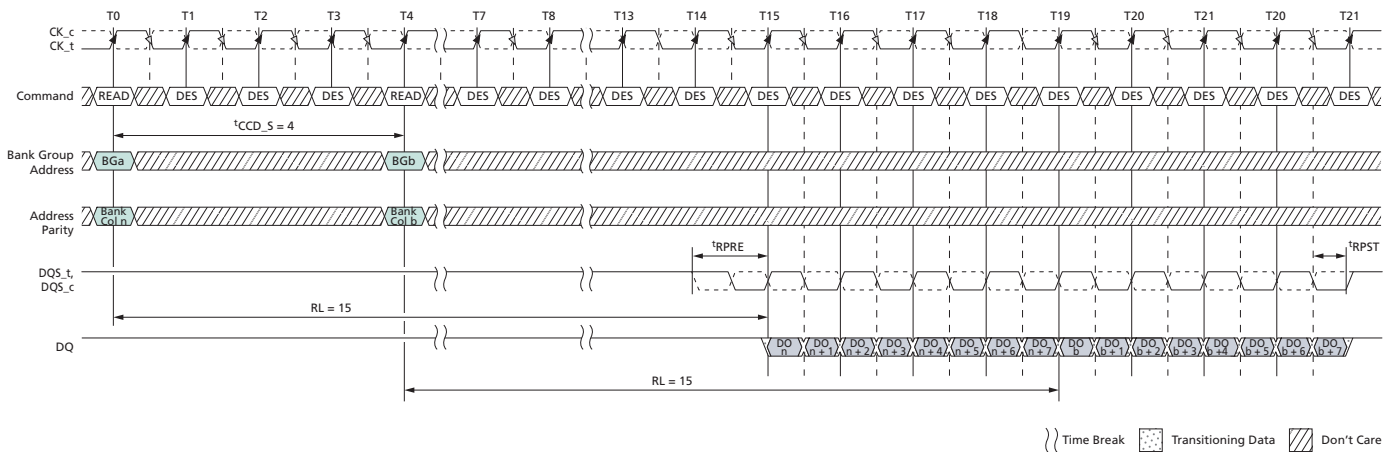 T0 T1 T2 T3 T4 T7 T8 T13 T14 T15 T16 T17 T18 T19 T20 T21 T20 T21
CK_c
CK_t
Command READ DES DES DES READ DES DES DES DES DES DES DES DES DES DES DES DES DES
tCCD_S = 4
Bank Group
Address
BGa BGb
Address
Parity
Bank
Col n
Bank
Col b
tRPRE tRPST
DQS_t,
DQS_c
RL = 15
DQ
DO
n
DO
n + 1
DO
n + 2
DO
n + 3
DO
n + 4
DO
n + 5
DO
n + 6
DO
n + 7
DO
b
DO
b + 1
DO
b + 2
DO
b + 3
DO
b + 4
DO
b + 5
DO
b + 6
DO
b + 7
RL = 15
Time Break Transitioning Data Don't Care